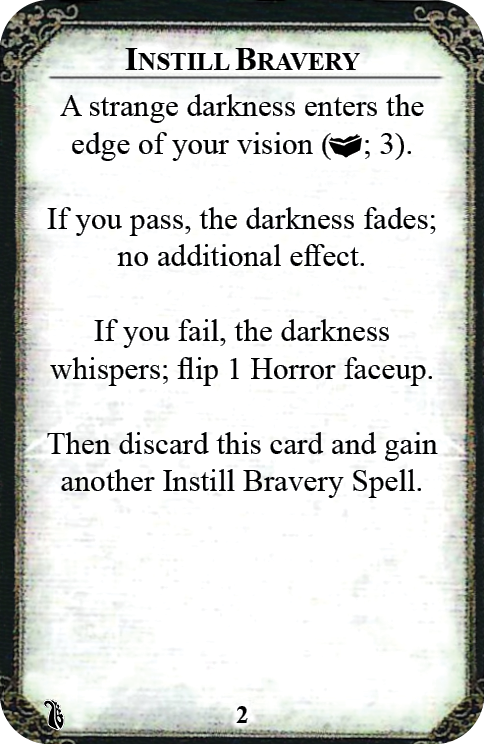 INSTILL BRAVERY
A strange darkness enters the
edge of your vision (; 3).
If you pass, the darkness fades;
no additional effect.
If you fail, the darkness
whispers; flip 1 Horror faceup.
Then discard this card and gain
another Instill Bravery Spell.
2